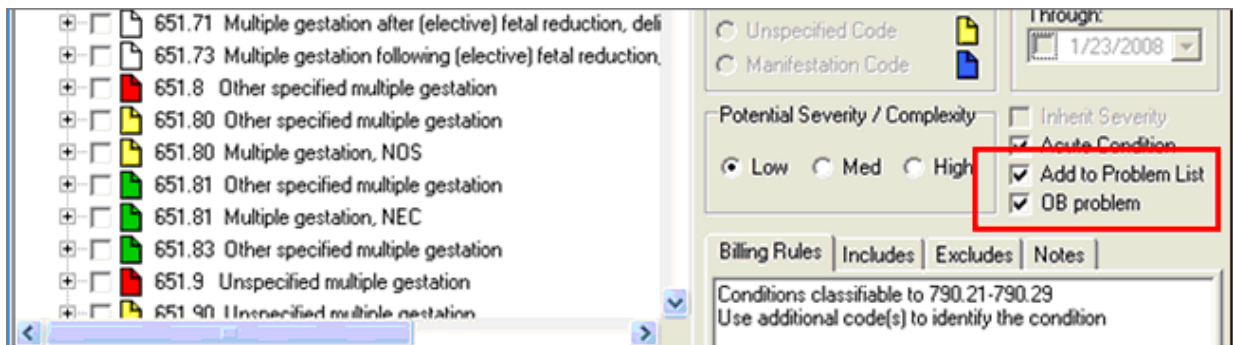 651.71 Multiple gestation after (elective) fetal reduction, deli
651.73 Multiple gestation following (elective) fetal reduction,
651.8 Other specified multiple gestation
651.80 Other specified multiple gestation
651.80 Multiple gestation, NOS
651.81 Other specified multiple gestation
651.81 Multiple gestation, NEC
651.83 Other specified multiple gestation
651.9 Unspecified multiple gestation
651.90 Unspecified multiple gestation
Unspecified Code
Manifestation Code
Through:
1/23/2008
Potential Severity / Complexity
Low Med High
Inherit Severity
Acute Condition
Add to Problem List
OB problem
Billing Rules Includes Excludes Notes
Conditions classifiable to 790.21-790.29
Use additional code(s) to identify the condition